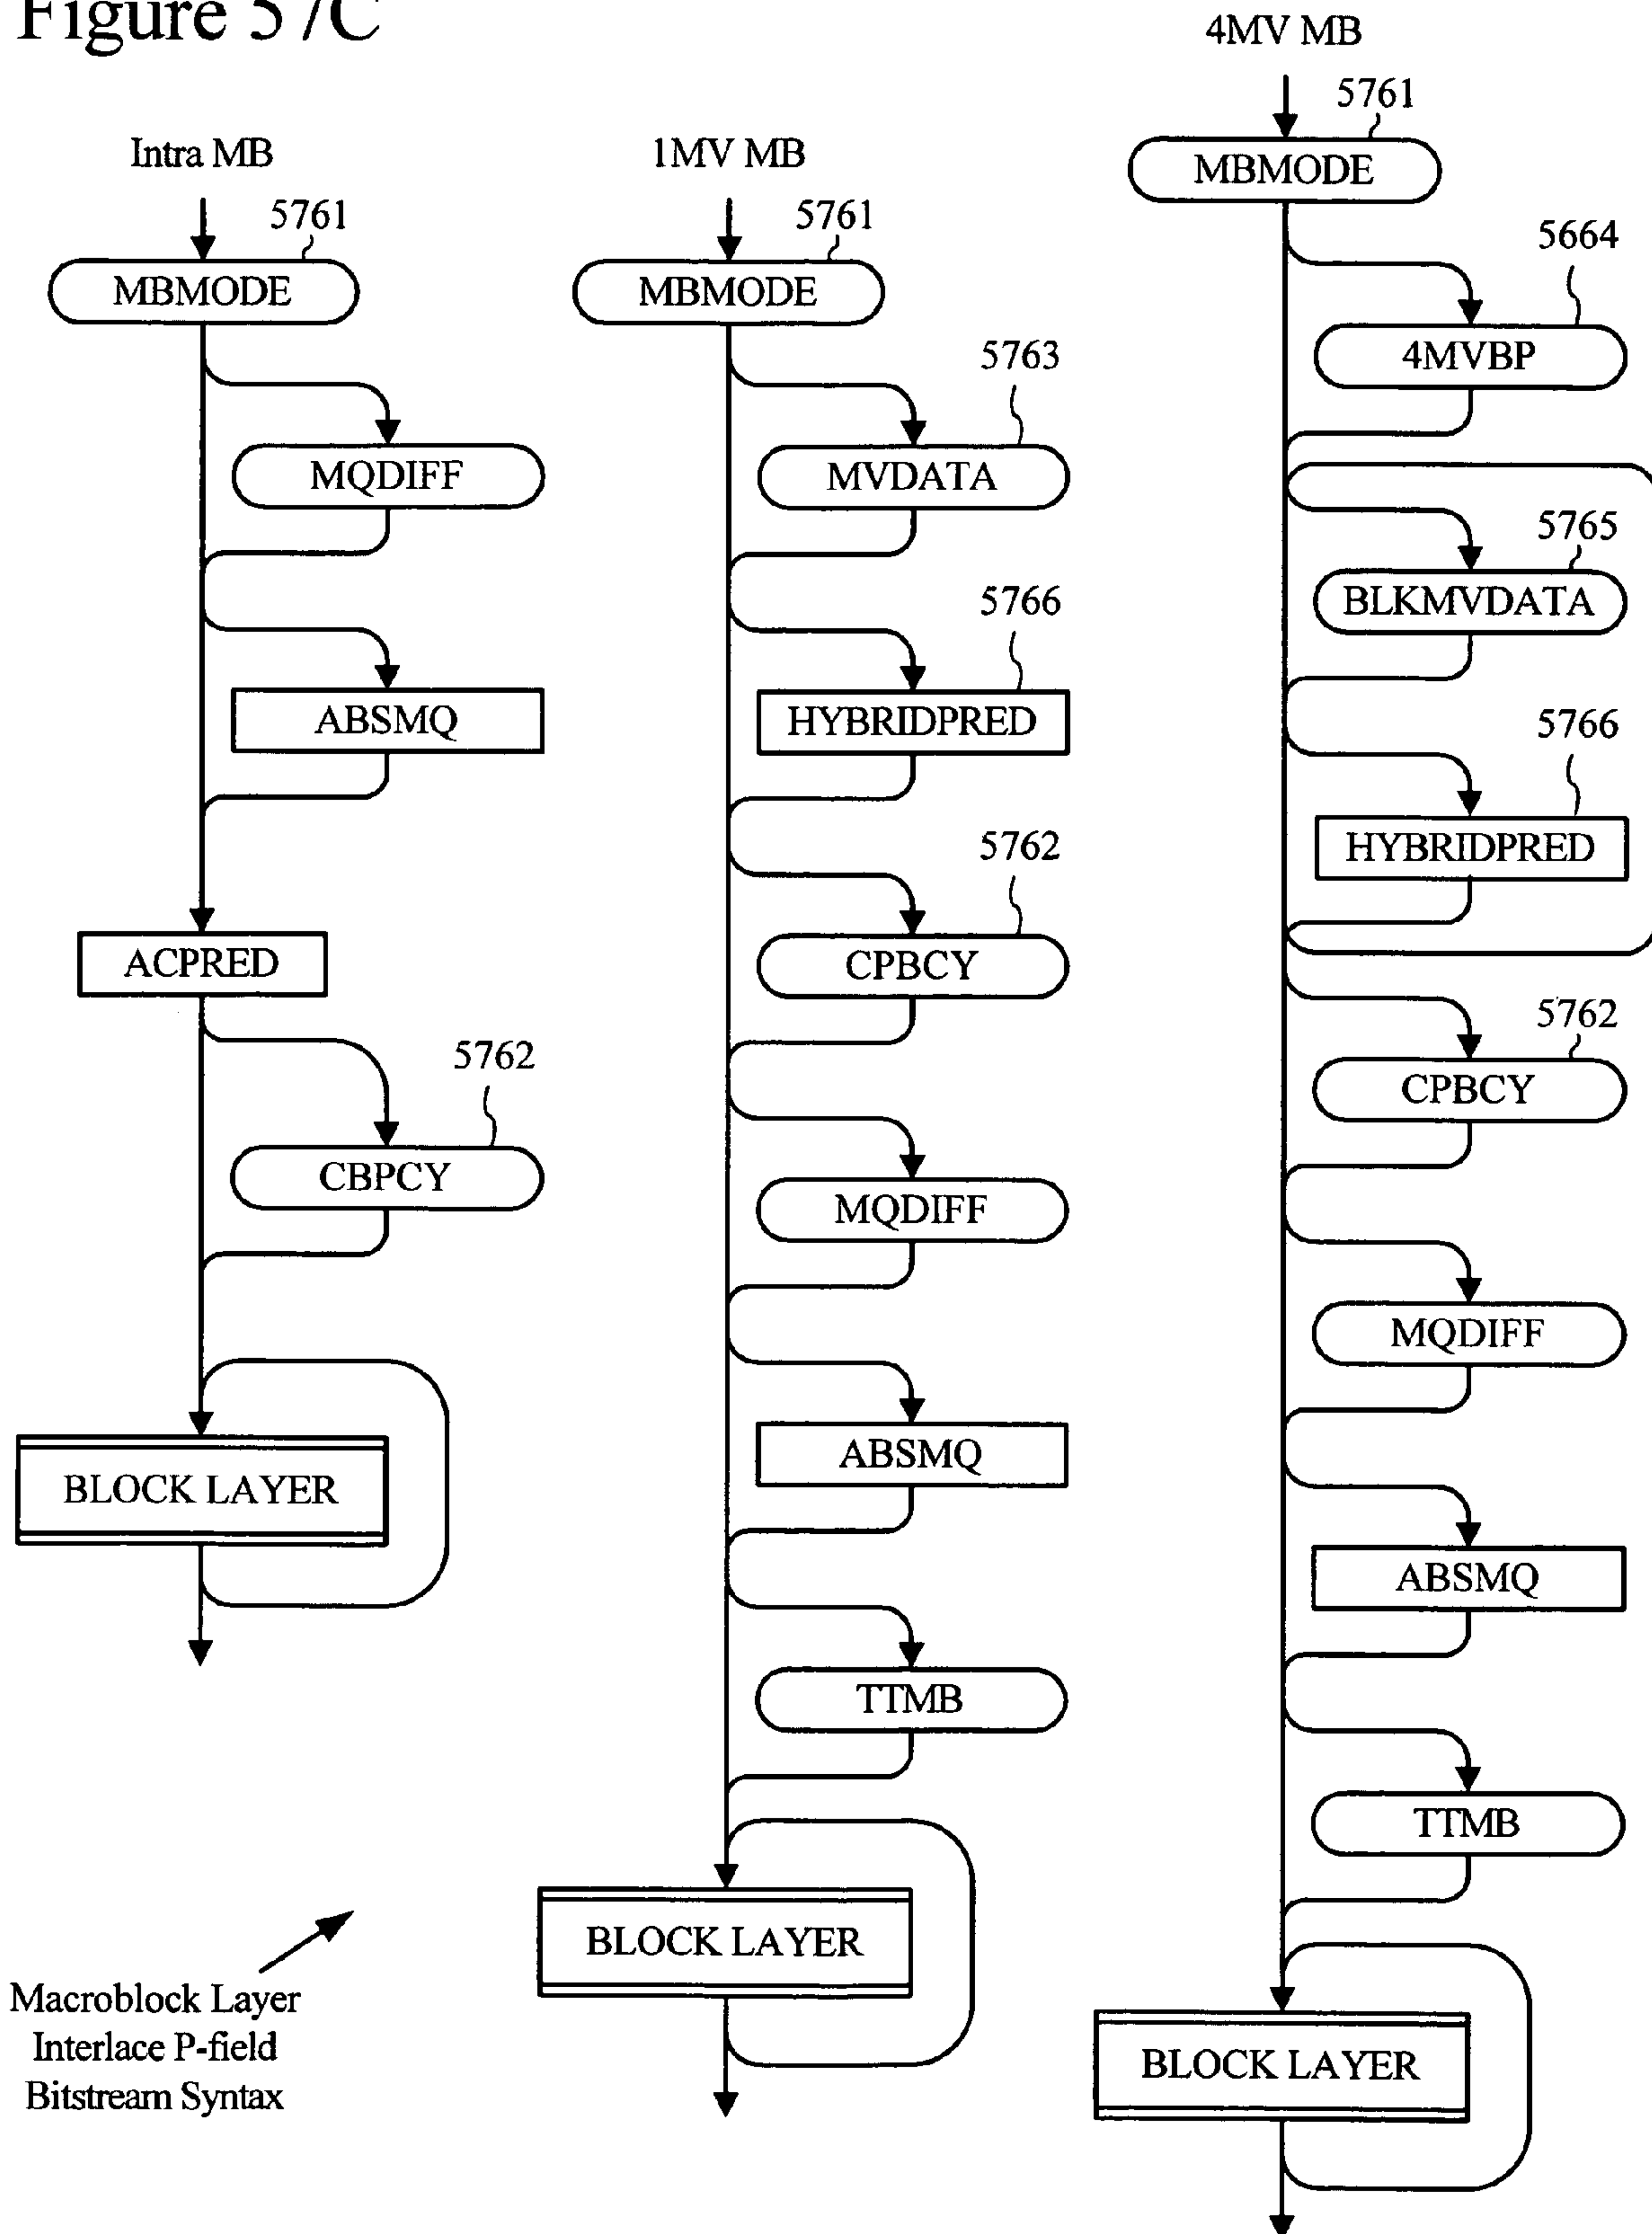 Figure 57C
Intra MB
5761
MBMODE
MQDIFF
ABSMQ
ACPRED
5762
CBPCY
BLOCK LAYER
Macroblock Layer
Interlace P-field
Bitstream Syntax
1MV MB
5761
MBMODE
5763
MVDATA
5766
HYBRIDPRED
5762
CPBCY
MQDIFF
ABSMQ
TTMB
BLOCK LAYER
4MV MB
5761
MBMODE
5664
4MVBP
5765
BLKMVDATA
5766
HYBRIDPRED
5762
CPBCY
MQDIFF
ABSMQ
TTMB
BLOCK LAYER